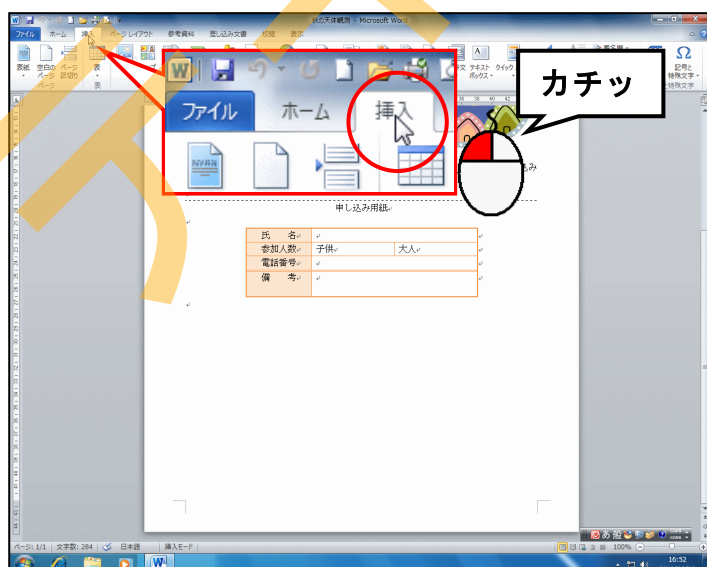 秋の天体観測 - Microsoft Word
ファイル ホーム 挿入 ページ レイアウト 参考資料 差し込み文書 校閲 表示
表紙 空白のページ ページ区切り 表 テキストボックス 記号と特殊文字
ページ 表
ファイル ホーム 挿入
カチッ
申し込み用紙
氏 名
参加人数 子供 大人
電話番号
備 考
ページ: 1/1 文字数: 284 日本語 挿入モード 100%
あ 般
16:52